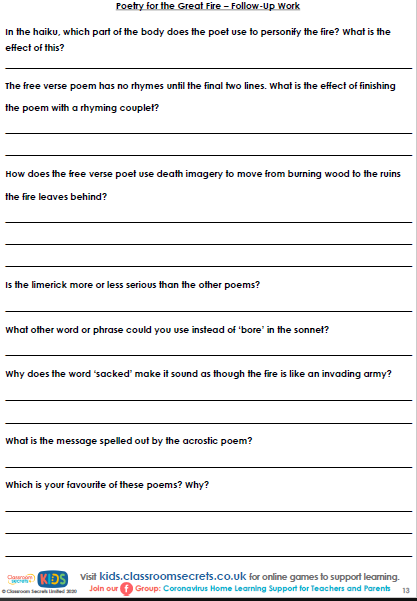 Poetry for the Great Fire – Follow-Up Work
In the haiku, which part of the body does the poet use to personify the fire? What is the
effect of this?
The free verse poem has no rhymes until the final two lines. What is the effect of finishing
the poem with a rhyming couplet?
How does the free verse poet use death imagery to move from burning wood to the ruins
the fire leaves behind?
Is the limerick more or less serious than the other poems?
What other word or phrase could you use instead of ‘bore’ in the sonnet?
Why does the word ‘sacked’ make it sound as though the fire is like an invading army?
What is the message spelled out by the acrostic poem?
Which is your favourite of these poems? Why?
Classroom Secrets KIDS
Visit kids.classroomsecrets.co.uk for online games to support learning.
© Classroom Secrets Limited 2020
Join our f Group: Coronavirus Home Learning Support for Teachers and Parents
13